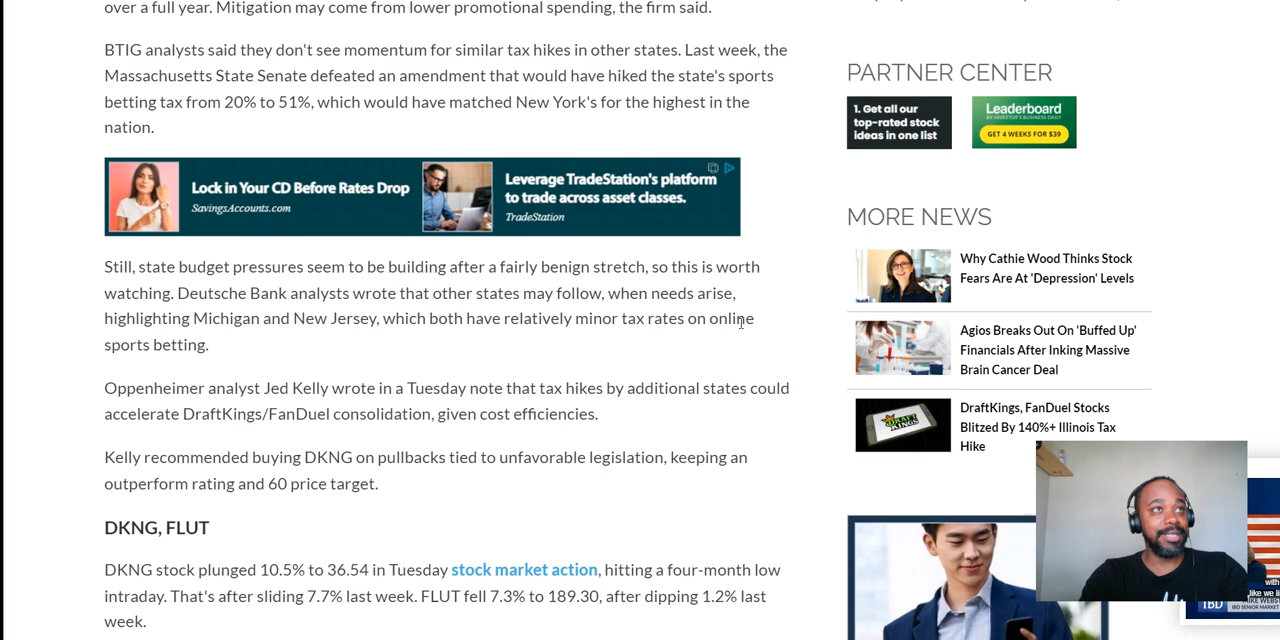 over a full year. Mitigation may come from lower promotional spending, the firm said.
BTIG analysts said they don't see momentum for similar tax hikes in other states. Last week, the
Massachusetts State Senate defeated an amendment that would have hiked the state's sports
betting tax from 20% to 51%, which would have matched New York's for the highest in the
nation.
Lock in Your CD Before Rates Drop
SavingsAccounts.com
Leverage TradeStation's platform
to trade across asset classes.
TradeStation
Still, state budget pressures seem to be building after a fairly benign stretch, so this is worth
watching. Deutsche Bank analysts wrote that other states may follow, when needs arise,
highlighting Michigan and New Jersey, which both have relatively minor tax rates on online
sports betting.
Oppenheimer analyst Jed Kelly wrote in a Tuesday note that tax hikes by additional states could
accelerate DraftKings/FanDuel consolidation, given cost efficiencies.
Kelly recommended buying DKNG on pullbacks tied to unfavorable legislation, keeping an
outperform rating and 60 price target.
DKNG, FLUT
DKNG stock plunged 10.5% to 36.54 in Tuesday stock market action, hitting a four-month low
intraday. That's after sliding 7.7% last week. FLUT fell 7.3% to 189.30, after dipping 1.2% last
week.
PARTNER CENTER
1. Get all our
top-rated stock
ideas in one list
Leaderboard
BY INVESTOR'S BUSINESS DAILY
GET 4 WEEKS FOR $39
MORE NEWS
Why Cathie Wood Thinks Stock
Fears Are At 'Depression' Levels
Agios Breaks Out On 'Buffed Up'
Financials After Inking Massive
Brain Cancer Deal
DRAFT
KINGS
DraftKings, FanDuel Stocks
Blitzed By 140%+ Illinois Tax
Hike
with
like we li
IBD